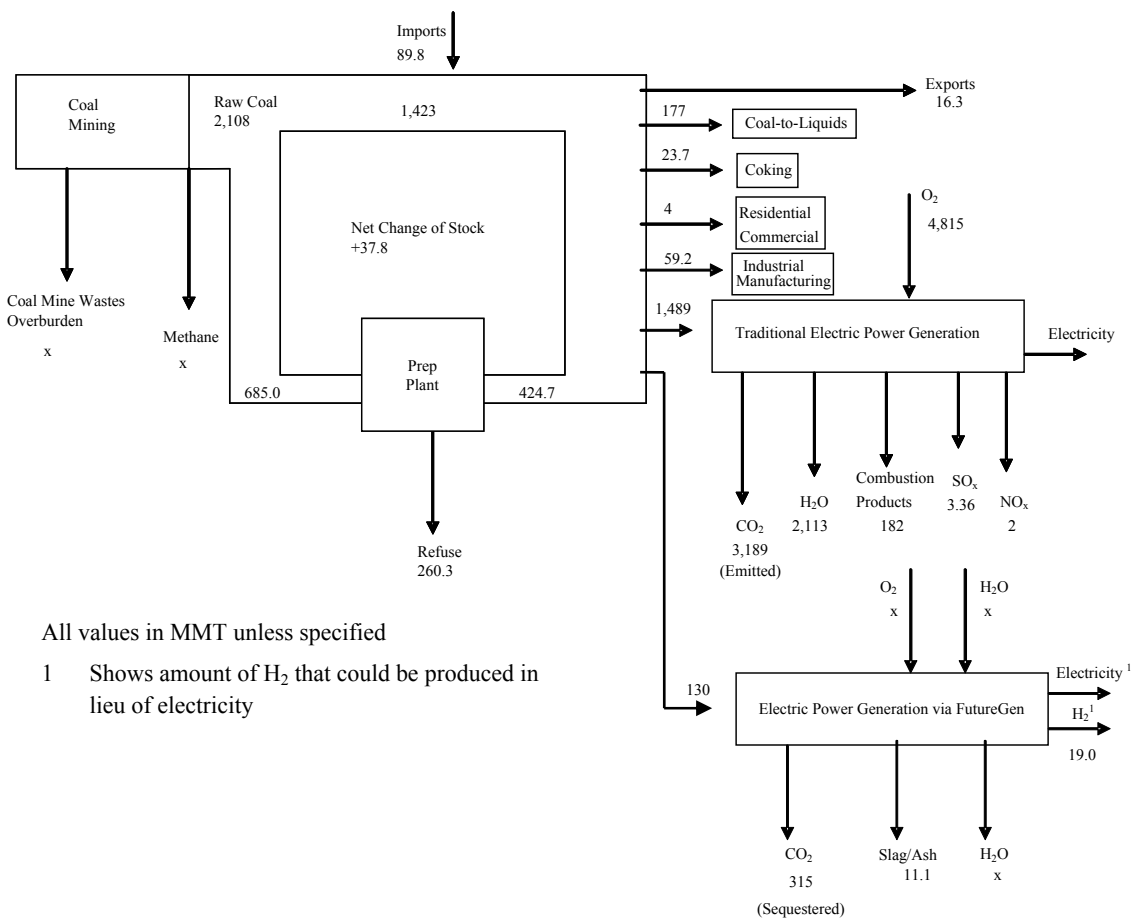 Imports
89.8
Coal
Mining
Raw Coal
2,108
1,423
Exports
16.3
177
Coal-to-Liquids
23.7
Coking
4
Residential
Commercial
59.2
Industrial
Manufacturing
1,489
O₂
4,815
Net Change of Stock
+37.8
Coal Mine Wastes
Overburden
x
Methane
x
Traditional Electric Power Generation
Electricity
Prep
Plant
685.0
424.7
Refuse
260.3
CO₂
3,189
(Emitted)
H₂O
2,113
Combustion
Products
182
SOₓ
3.36
NOₓ
2
O₂
x
H₂O
x
All values in MMT unless specified
1 Shows amount of H₂ that could be produced in
lieu of electricity
130
Electric Power Generation via FutureGen
Electricity ¹
H₂¹
19.0
CO₂
315
(Sequestered)
Slag/Ash
11.1
H₂O
x